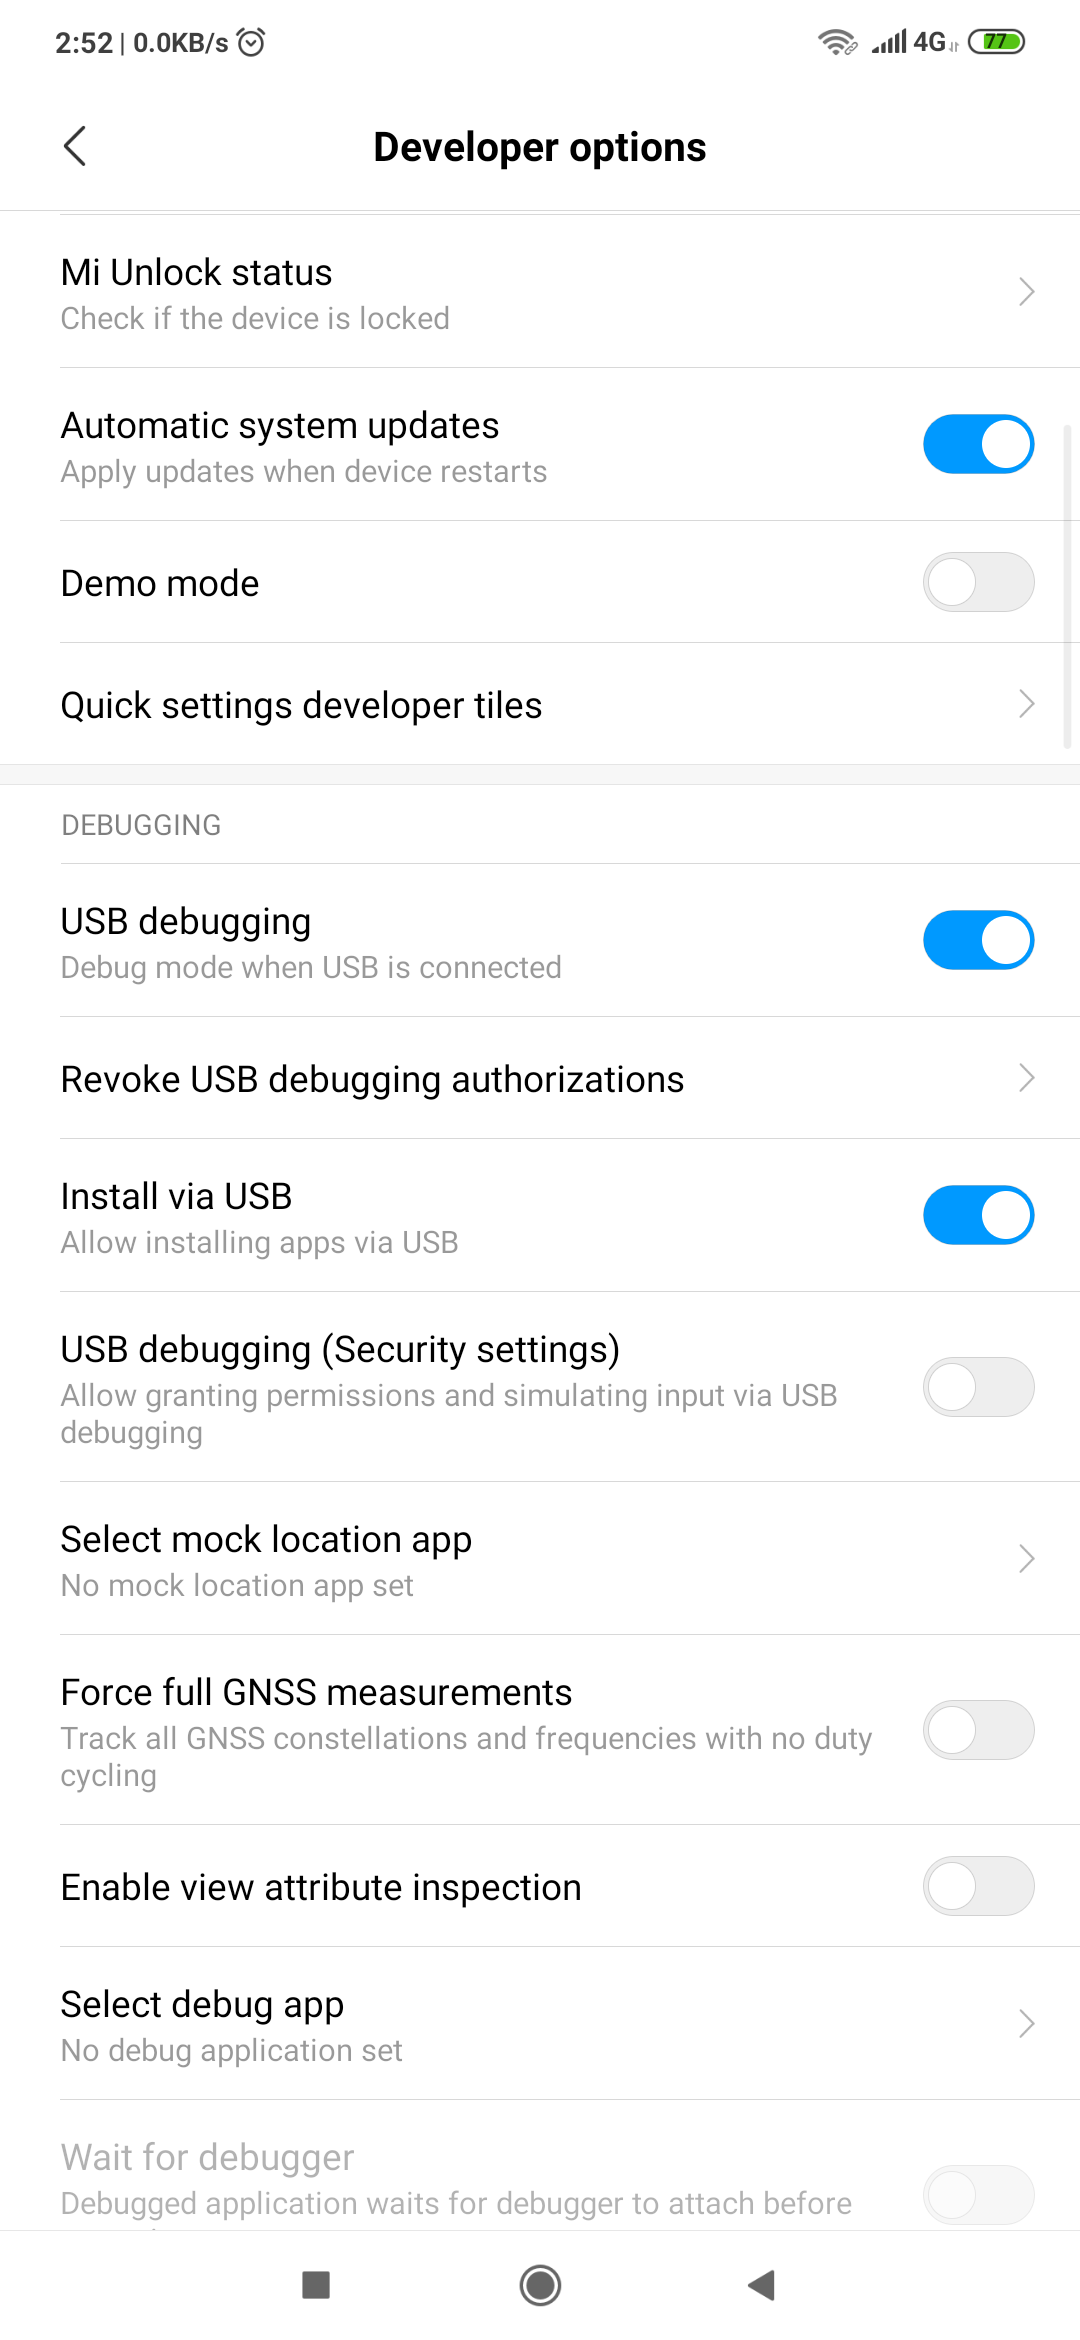 2:52 | 0.0KB/s 4G 77
Developer options
Mi Unlock status
Check if the device is locked
Automatic system updates
Apply updates when device restarts
Demo mode
Quick settings developer tiles
DEBUGGING
USB debugging
Debug mode when USB is connected
Revoke USB debugging authorizations
Install via USB
Allow installing apps via USB
USB debugging (Security settings)
Allow granting permissions and simulating input via USB
debugging
Select mock location app
No mock location app set
Force full GNSS measurements
Track all GNSS constellations and frequencies with no duty
cycling
Enable view attribute inspection
Select debug app
No debug application set
Wait for debugger
Debugged application waits for debugger to attach before